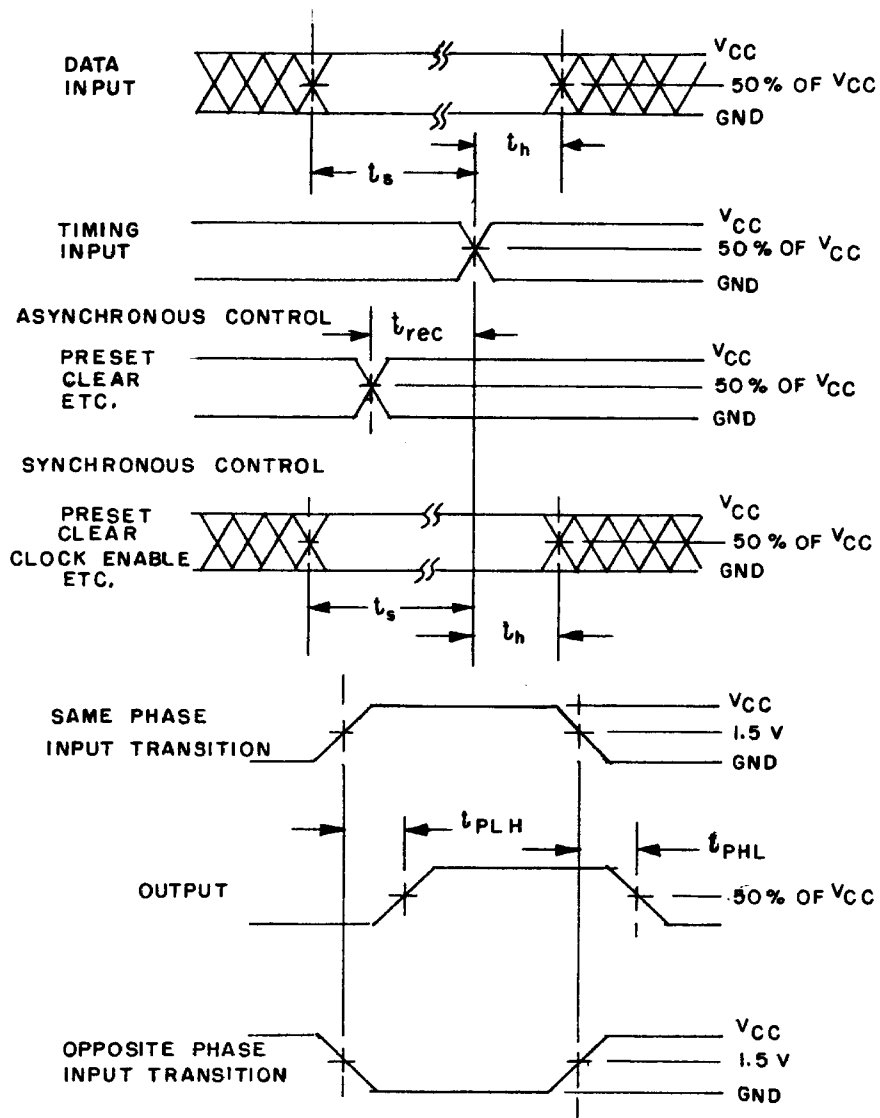 DATA
INPUT
VCC
50% OF VCC
GND
th
ts
TIMING
INPUT
VCC
50% OF VCC
GND
ASYNCHRONOUS CONTROL
trec
PRESET
CLEAR
ETC.
VCC
50% OF VCC
GND
SYNCHRONOUS CONTROL
PRESET
CLEAR
CLOCK ENABLE
ETC.
VCC
50% OF VCC
GND
ts
th
SAME PHASE
INPUT TRANSITION
VCC
1.5 V
GND
tPLH
tPHL
OUTPUT
50% OF VCC
OPPOSITE PHASE
INPUT TRANSITION
VCC
1.5 V
GND